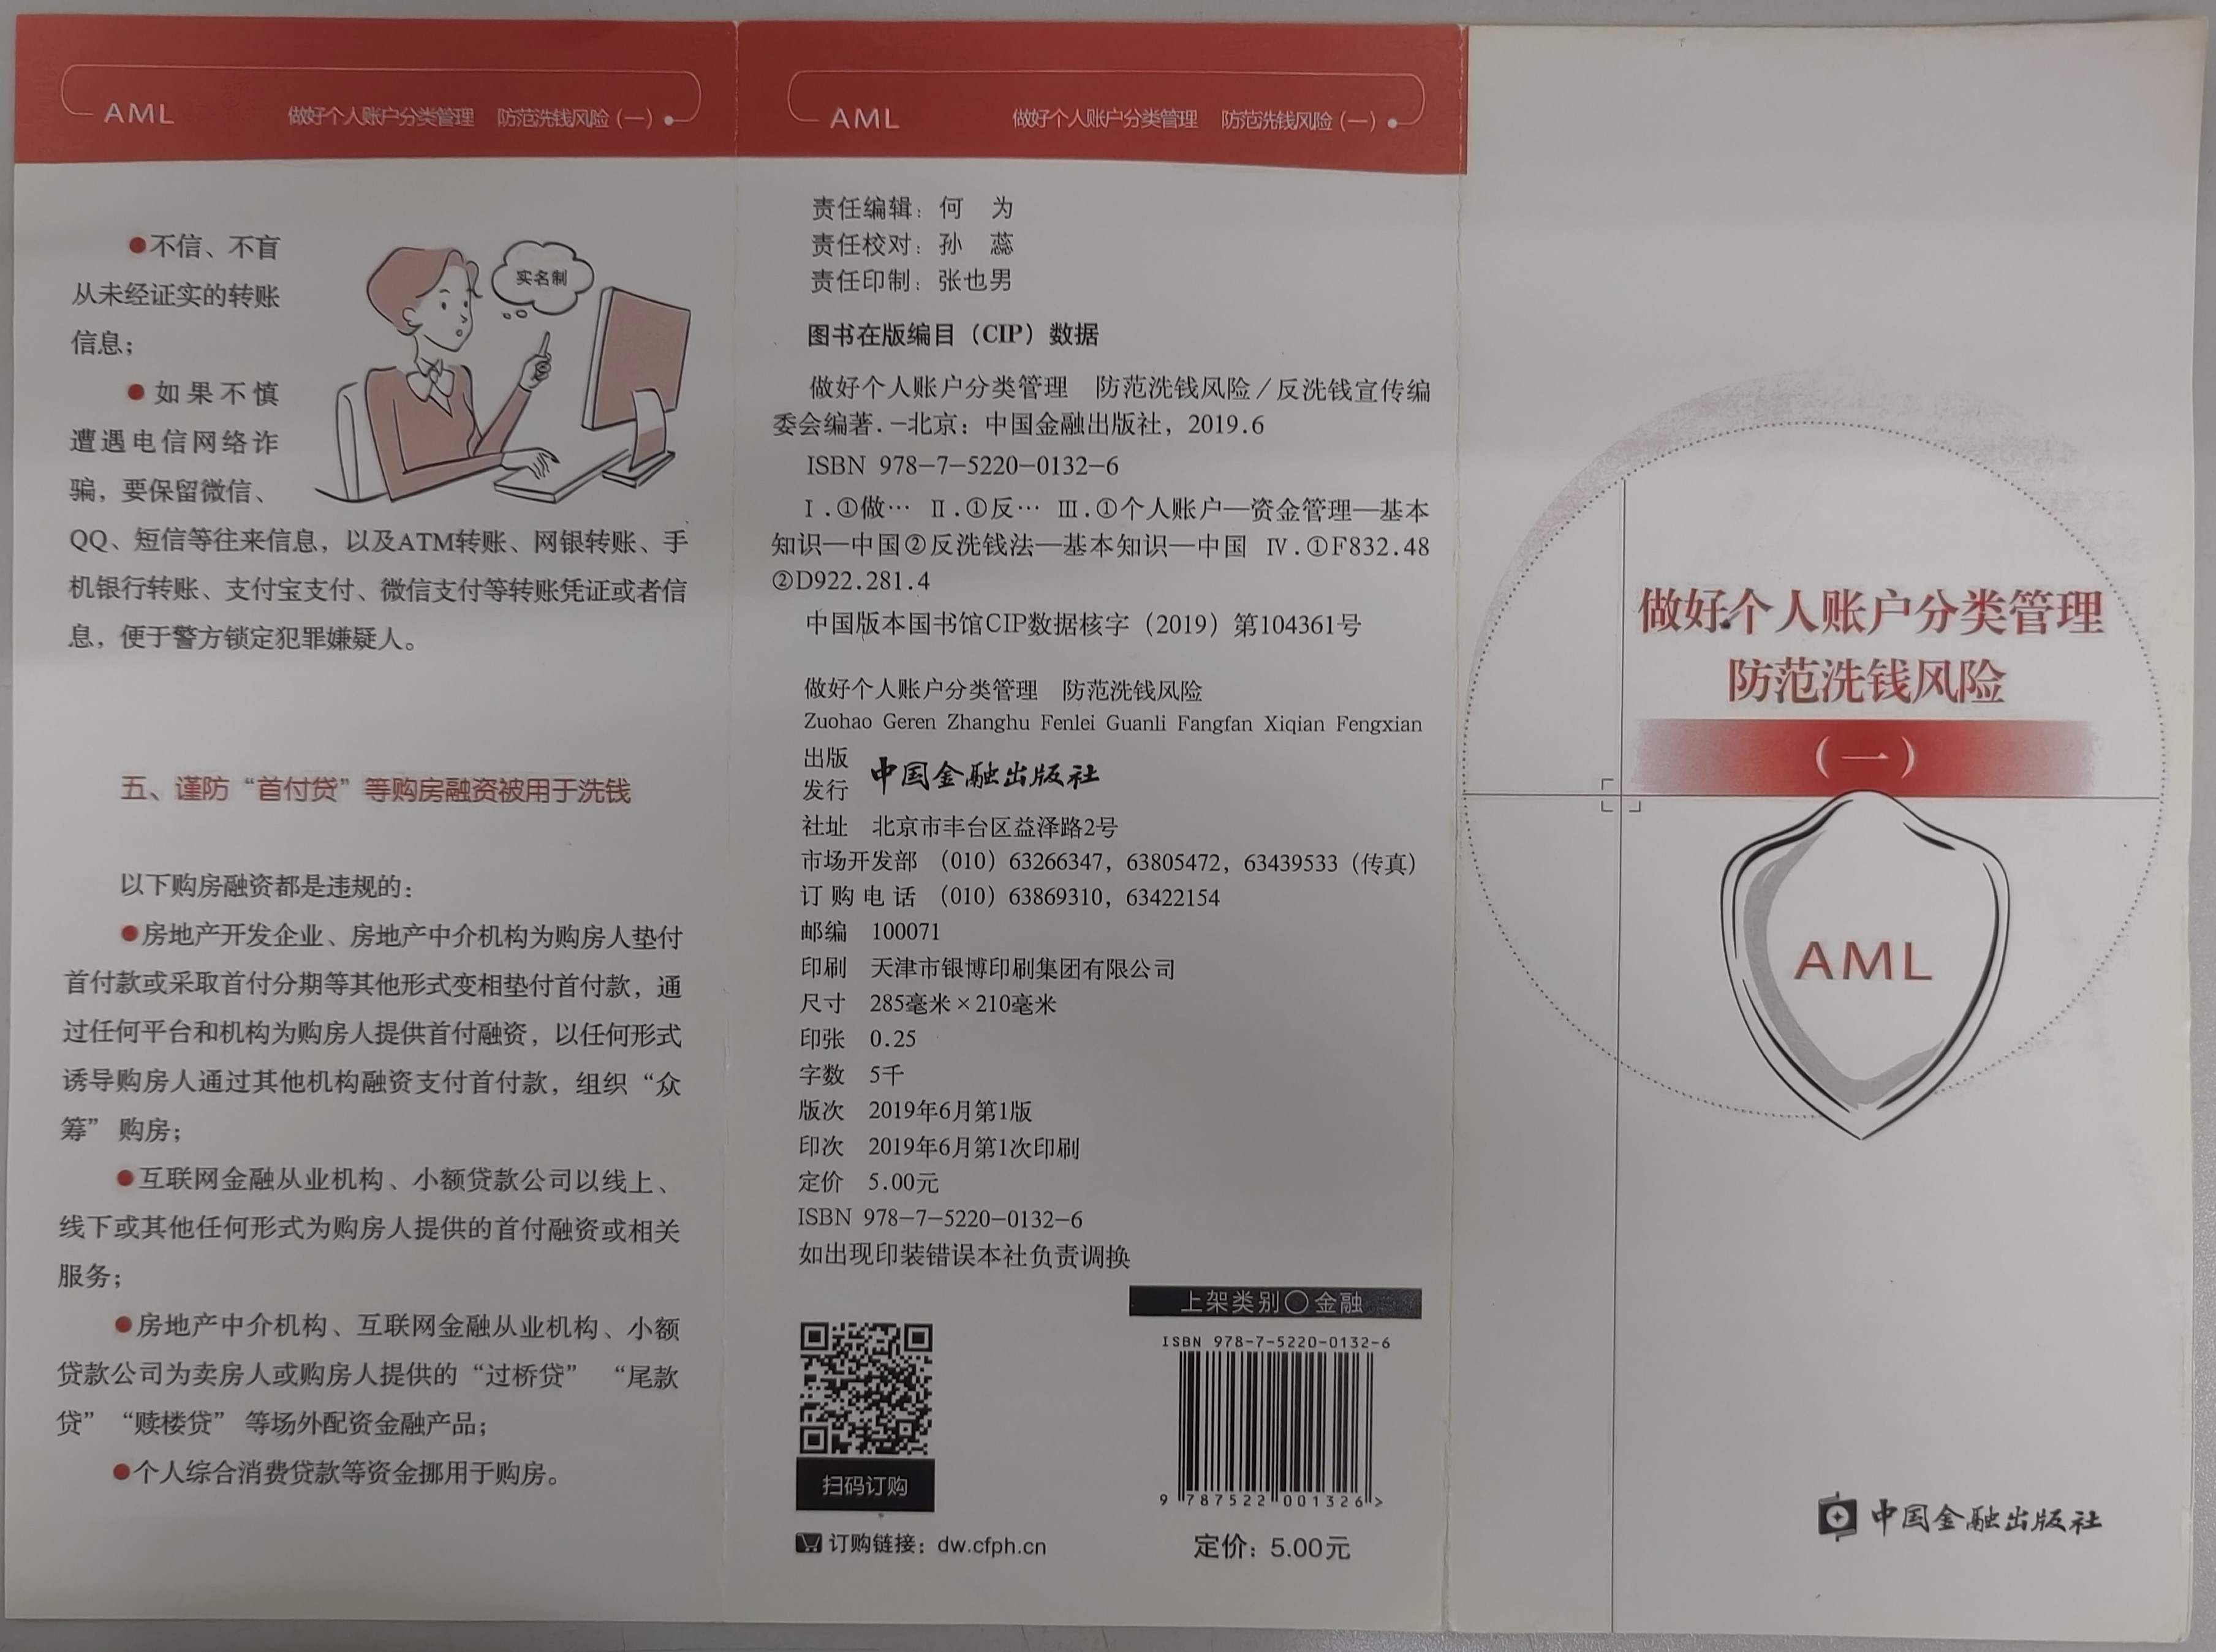 AML 做好个人账户分类管理 防范洗钱风险（一）
●不信、不盲
从未经证实的转账
信息；
●如果不慎
遭遇电信网络诈
骗，要保留微信、
QQ、短信等往来信息，以及ATM转账、网银转账、手
机银行转账、支付宝支付、微信支付等转账凭证或者信
息，便于警方锁定犯罪嫌疑人。
实名制
五、谨防“首付贷”等购房融资被用于洗钱
以下购房融资都是违规的：
●房地产开发企业、房地产中介机构为购房人垫付
首付款或采取首付分期等其他形式变相垫付首付款，通
过任何平台和机构为购房人提供首付融资，以任何形式
诱导购房人通过其他机构融资支付首付款，组织“众
筹”购房；
●互联网金融从业机构、小额贷款公司以线上、
线下或其他任何形式为购房人提供的首付融资或相关
服务；
●房地产中介机构、互联网金融从业机构、小额
贷款公司为卖房人或购房人提供的“过桥贷”“尾款
贷”“赎楼贷”等场外配资金融产品；
●个人综合消费贷款等资金挪用于购房。
AML 做好个人账户分类管理 防范洗钱风险（一）
责任编辑：何 为
责任校对：孙 蕊
责任印制：张也男
图书在版编目（CIP）数据
做好个人账户分类管理 防范洗钱风险／反洗钱宣传编
委会编著．—北京：中国金融出版社，2019.6
ISBN 978-7-5220-0132-6
Ⅰ.①做… Ⅱ.①反… Ⅲ.①个人账户—资金管理—基本
知识—中国②反洗钱法—基本知识—中国 Ⅳ.①F832.48
②D922.281.4
中国版本图书馆CIP数据核字（2019）第104361号
做好个人账户分类管理 防范洗钱风险
Zuohao Geren Zhanghu Fenlei Guanli Fangfan Xiqian Fengxian
出版
发行 中国金融出版社
社址 北京市丰台区益泽路2号
市场开发部 （010）63266347，63805472，63439533（传真）
订购电话 （010）63869310，63422154
邮编 100071
印刷 天津市银博印刷集团有限公司
尺寸 285毫米×210毫米
印张 0.25
字数 5千
版次 2019年6月第1版
印次 2019年6月第1次印刷
定价 5.00元
ISBN 978-7-5220-0132-6
如出现印装错误本社负责调换
上架类别○金融
ISBN 978-7-5220-0132-6
9 787522 001326 >
定价：5.00元
扫码订购
订购链接：dw.cfph.cn
做好个人账户分类管理
防范洗钱风险
（一）
AML
中国金融出版社